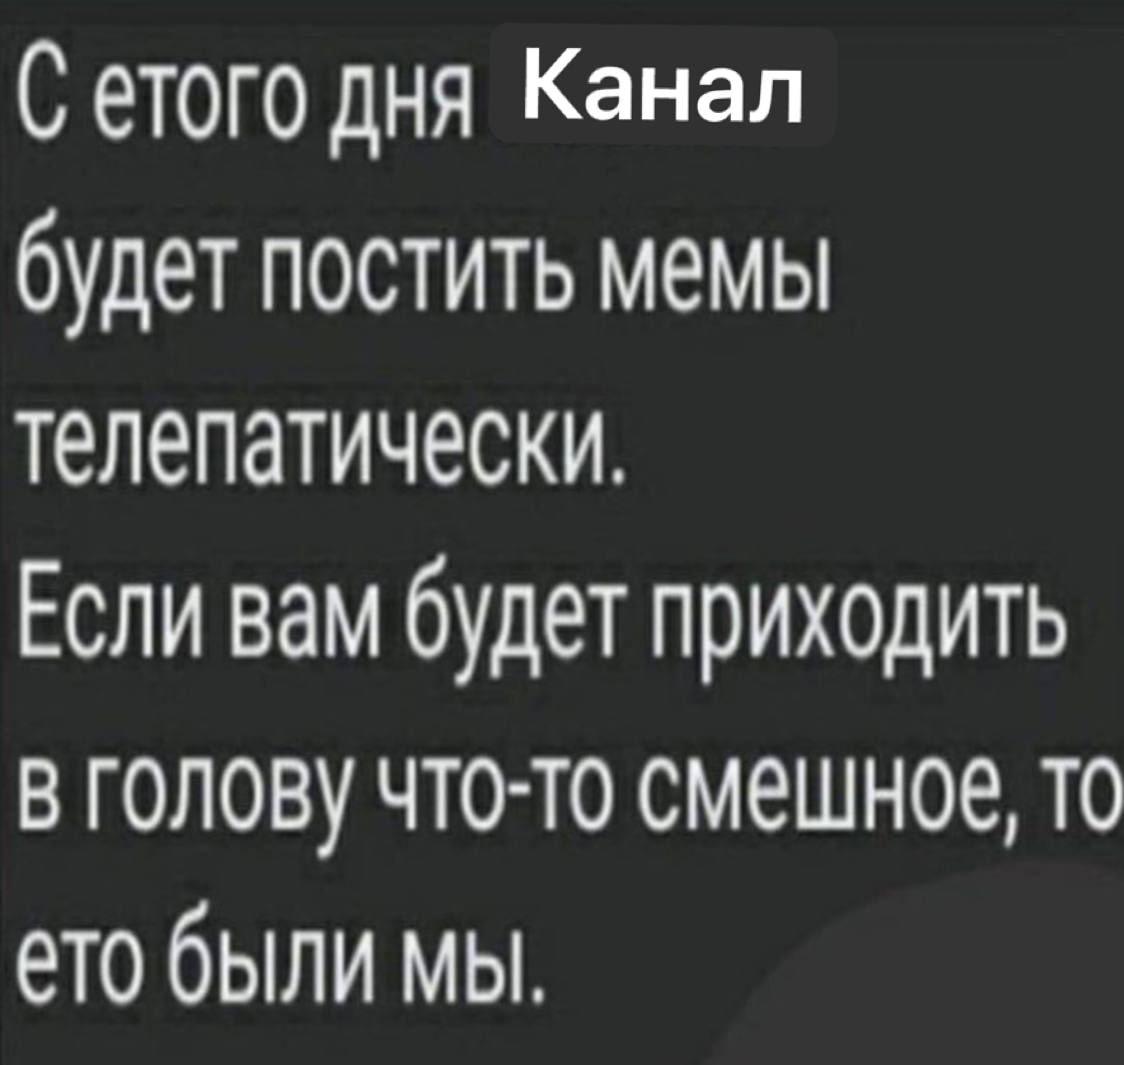 С етого дня Канал
будет постить мемы
телепатически.
Если вам будет приходить
в голову что-то смешное, то
ето были мы.